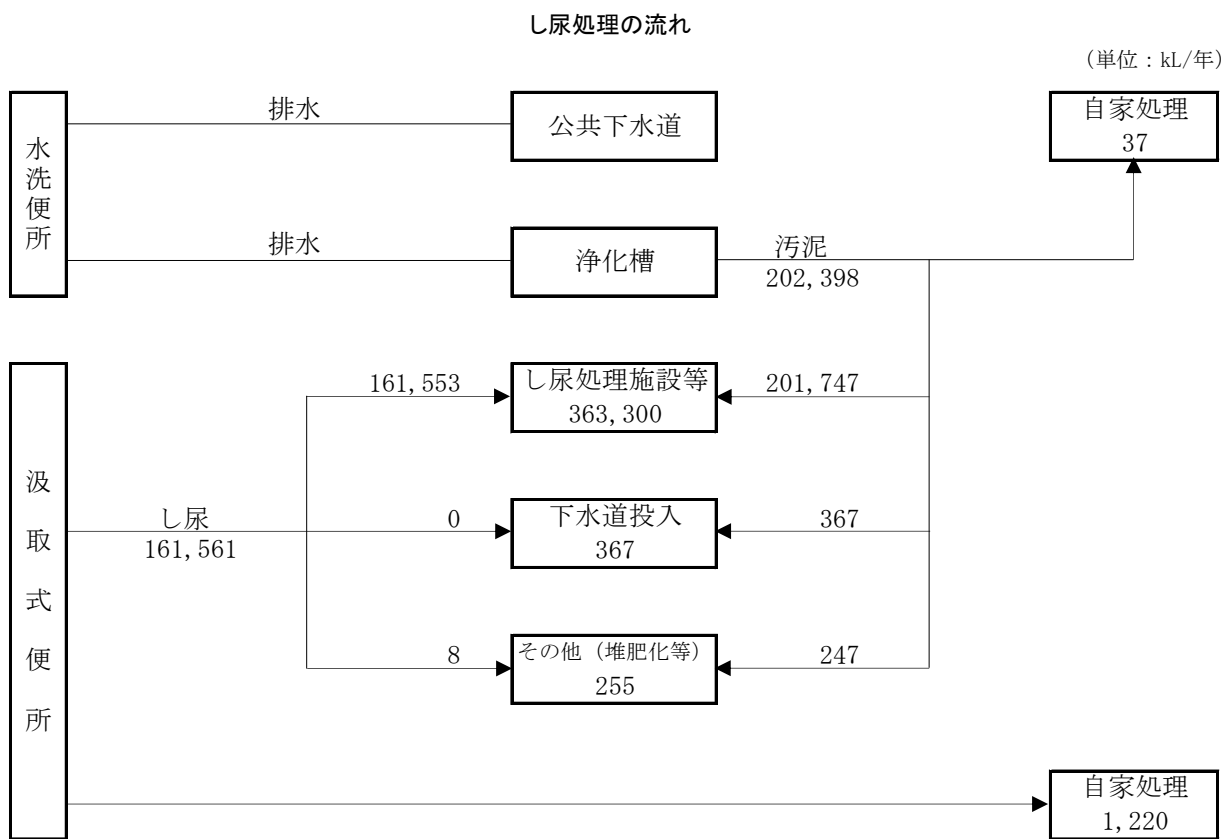 し尿処理の流れ
(単位：kL/年)
水洗便所
排水
公共下水道
自家処理
37
排水
浄化槽
汚泥
202,398
汲取式便所
し尿
161,561
161,553
し尿処理施設等
363,300
201,747
0
下水道投入
367
367
8
その他（堆肥化等）
255
247
自家処理
1,220